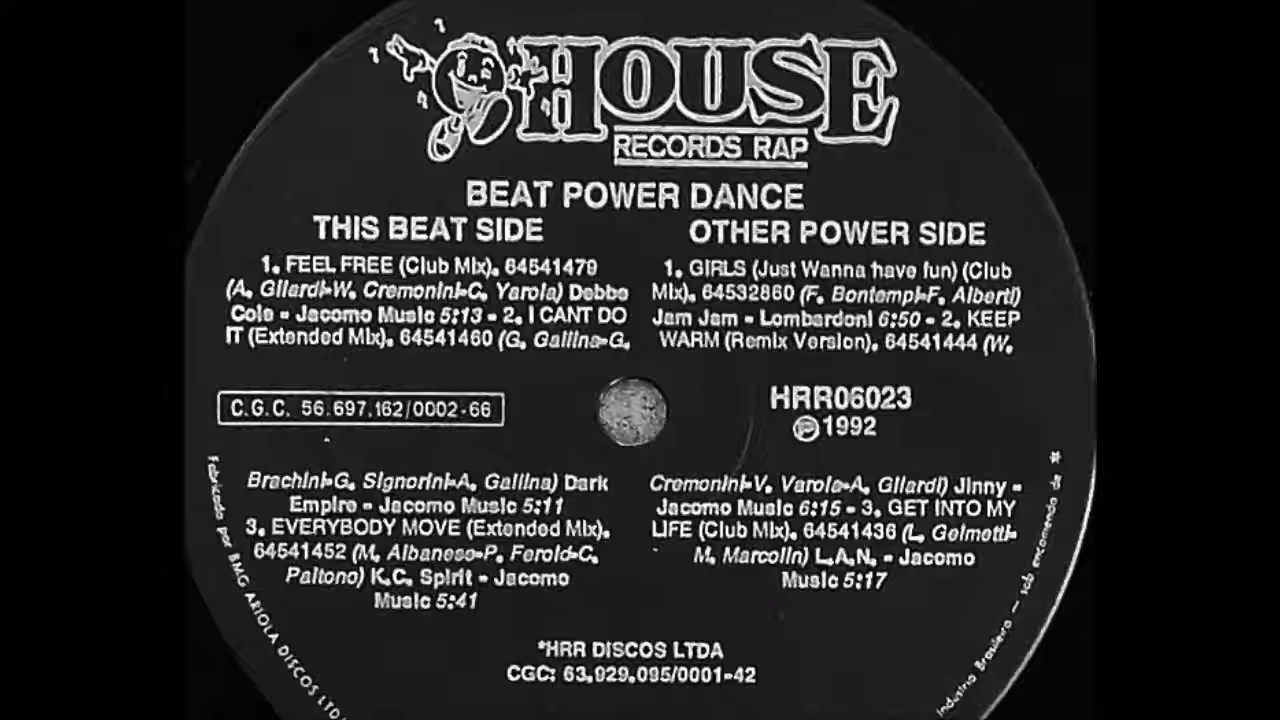 HOUSE
RECORDS RAP
BEAT POWER DANCE
THIS BEAT SIDE
1. FEEL FREE (Club Mix). 64541479
(A. Gilardi-W. Cremonini-C. Varola) Debbe
Cole - Jacomo Music 5:13 - 2. I CANT DO
IT (Extended Mix). 64541460 (G. Gallina-G.
OTHER POWER SIDE
1. GIRLS (Just Wanna have fun) (Club
Mix). 64532860 (F. Bontempi-F. Alberti)
Jam Jam - Lombardoni 6:50 - 2. KEEP
WARM (Remix Version). 64541444 (W.
C.G.C. 56.697.162/0002-66
HRR06023
℗ 1992
Brachini-G. Signorini-A. Gallina) Dark
Empire - Jacomo Music 5:11
3. EVERYBODY MOVE (Extended Mix).
64541452 (M. Albanese-P. Feroldi-C.
Paltono) K.C. Spirit - Jacomo
Music 5:41
Cremonini-V. Varola-A. Gilardi) Jinny -
Jacomo Music 6:15 - 3. GET INTO MY
LIFE (Club Mix). 64541436 (L. Gelmetti-
M. Marcolin) L.A.N. - Jacomo
Music 5:17
*HRR DISCOS LTDA
CGC: 63.929.095/0001-42
Fabricado por BMG ARIOLA DISCOS LTDA
Indústria Brasileira — sob encomenda de *